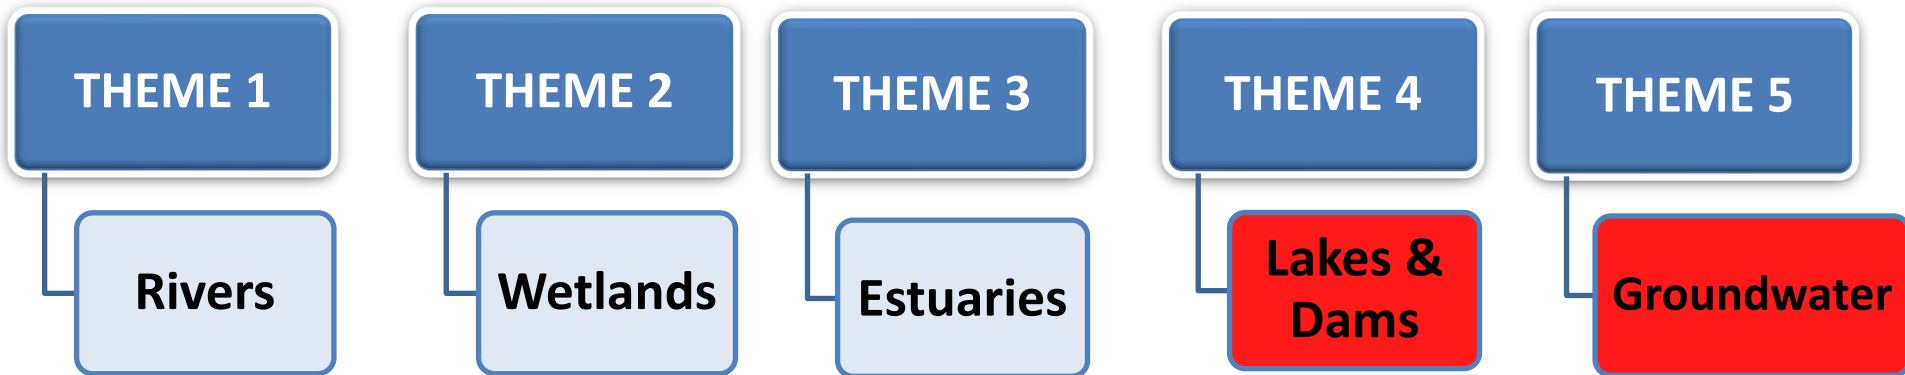 THEME 1
THEME 2
THEME 3
THEME 4
THEME 5
Rivers
Wetlands
Estuaries
Lakes &
Dams
Groundwater